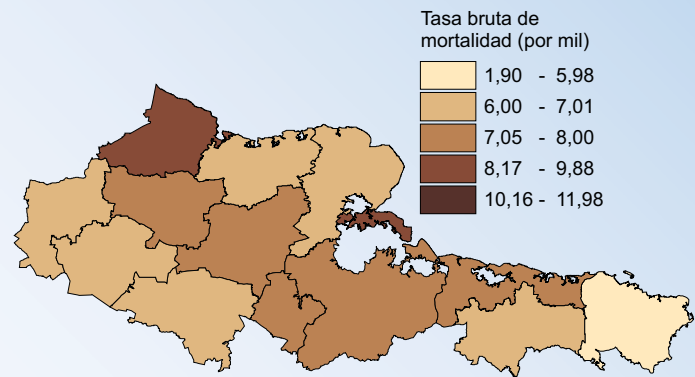 Tasa bruta de
mortalidad (por mil)
1,90 - 5,98
6,00 - 7,01
7,05 - 8,00
8,17 - 9,88
10,16 - 11,98